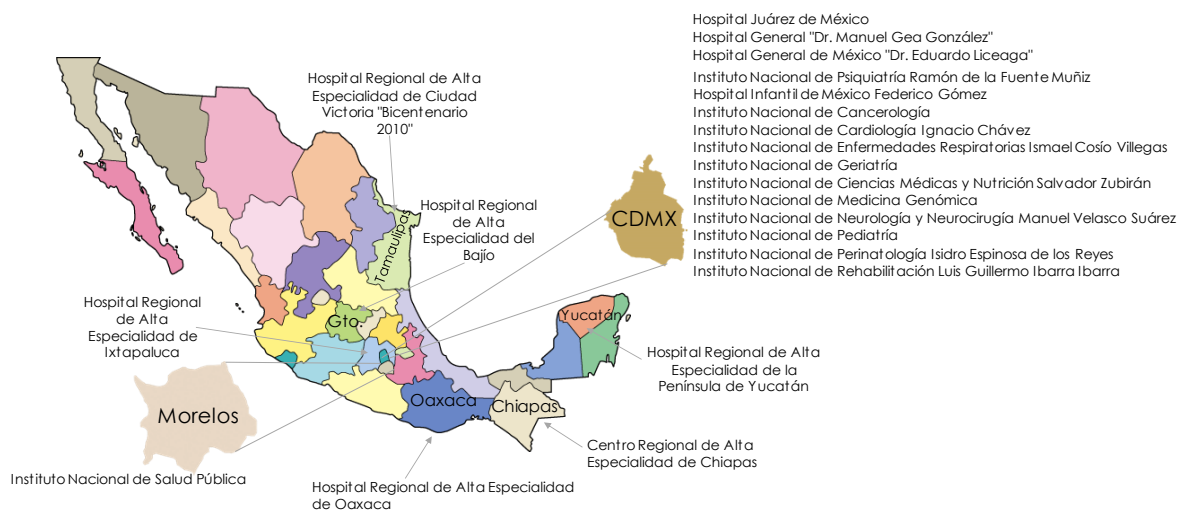 Hospital Juárez de México
Hospital General "Dr. Manuel Gea González"
Hospital General de México "Dr. Eduardo Liceaga"
Instituto Nacional de Psiquiatría Ramón de la Fuente Muñiz
Hospital Infantil de México Federico Gómez
Instituto Nacional de Cancerología
Instituto Nacional de Cardiología Ignacio Chávez
Instituto Nacional de Enfermedades Respiratorias Ismael Cosío Villegas
Instituto Nacional de Geriatría
Instituto Nacional de Ciencias Médicas y Nutrición Salvador Zubirán
Instituto Nacional de Medicina Genómica
Instituto Nacional de Neurología y Neurocirugía Manuel Velasco Suárez
Instituto Nacional de Pediatría
Instituto Nacional de Perinatología Isidro Espinosa de los Reyes
Instituto Nacional de Rehabilitación Luis Guillermo Ibarra Ibarra
CDMX
Hospital Regional de Alta
Especialidad de Ciudad
Victoria "Bicentenario
2010"
Hospital Regional
de Alta
Especialidad del
Bajío
Tamaulipas
Gto.
Hospital Regional
de Alta
Especialidad de
Ixtapaluca
Yucatán
Hospital Regional de Alta
Especialidad de la
Península de Yucatán
Morelos
Oaxaca
Chiapas
Centro Regional de Alta
Especialidad de Chiapas
Instituto Nacional de Salud Pública
Hospital Regional de Alta Especialidad
de Oaxaca